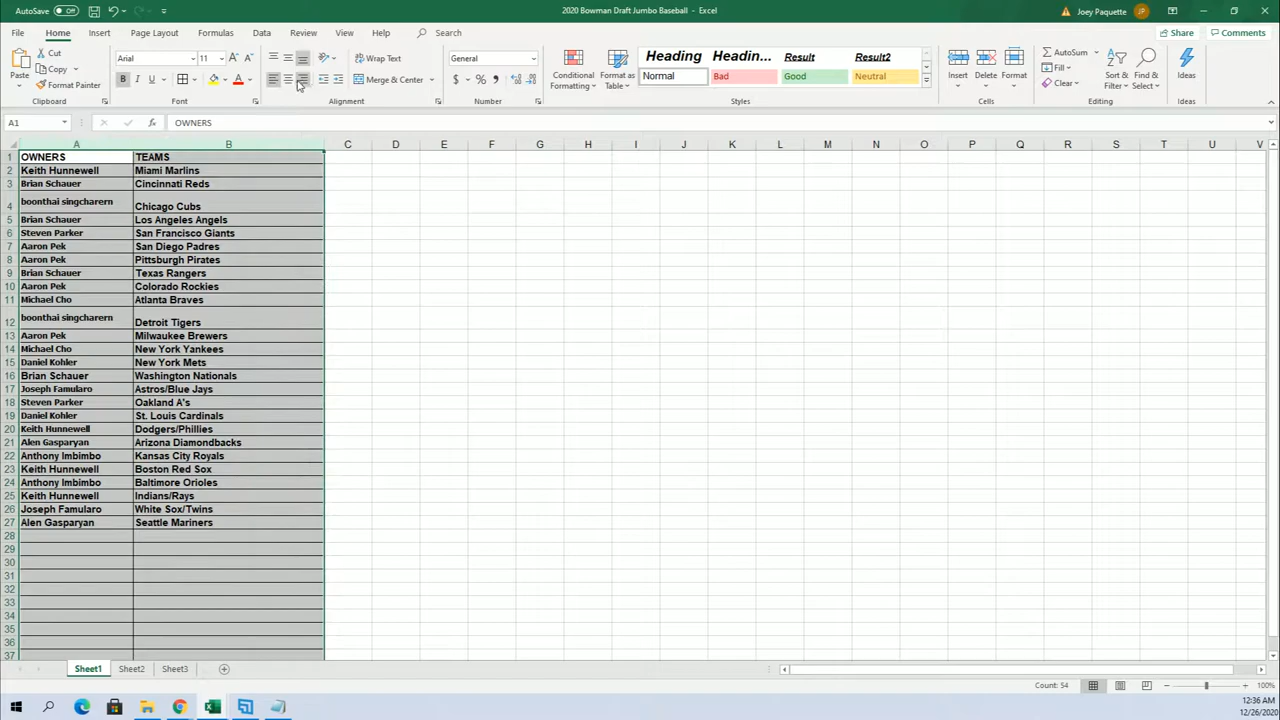 AutoSave Off
2020 Bowman Draft Jumbo Baseball - Excel
Joey Paquette JP
File Home Insert Page Layout Formulas Data Review View Help Search
Share Comments
Paste
Cut
Copy
Format Painter
Arial 11
Wrap Text
Merge & Center
General
Conditional Formatting
Format as Table
Heading Headin... Result Result2
Normal Bad Good Neutral
Insert Delete Format
AutoSum
Fill
Clear
Sort & Filter
Find & Select
Ideas
Clipboard Font Alignment Number Styles Cells Editing Ideas
A1 fx OWNERS
A B C D E F G H I J K L M N O P Q R S T U V
1 OWNERS TEAMS
2 Keith Hunnewell Miami Marlins
3 Brian Schauer Cincinnati Reds
4 boonthai singcharern Chicago Cubs
5 Brian Schauer Los Angeles Angels
6 Steven Parker San Francisco Giants
7 Aaron Pek San Diego Padres
8 Aaron Pek Pittsburgh Pirates
9 Brian Schauer Texas Rangers
10 Aaron Pek Colorado Rockies
11 Michael Cho Atlanta Braves
12 boonthai singcharern Detroit Tigers
13 Aaron Pek Milwaukee Brewers
14 Michael Cho New York Yankees
15 Daniel Kohler New York Mets
16 Brian Schauer Washington Nationals
17 Joseph Famularo Astros/Blue Jays
18 Steven Parker Oakland A's
19 Daniel Kohler St. Louis Cardinals
20 Keith Hunnewell Dodgers/Phillies
21 Alen Gasparyan Arizona Diamondbacks
22 Anthony Imbimbo Kansas City Royals
23 Keith Hunnewell Boston Red Sox
24 Anthony Imbimbo Baltimore Orioles
25 Keith Hunnewell Indians/Rays
26 Joseph Famularo White Sox/Twins
27 Alen Gasparyan Seattle Mariners
28
29
30
31
32
33
34
35
36
37
Sheet1 Sheet2 Sheet3
Count: 54 100%
12:36 AM
12/26/2020